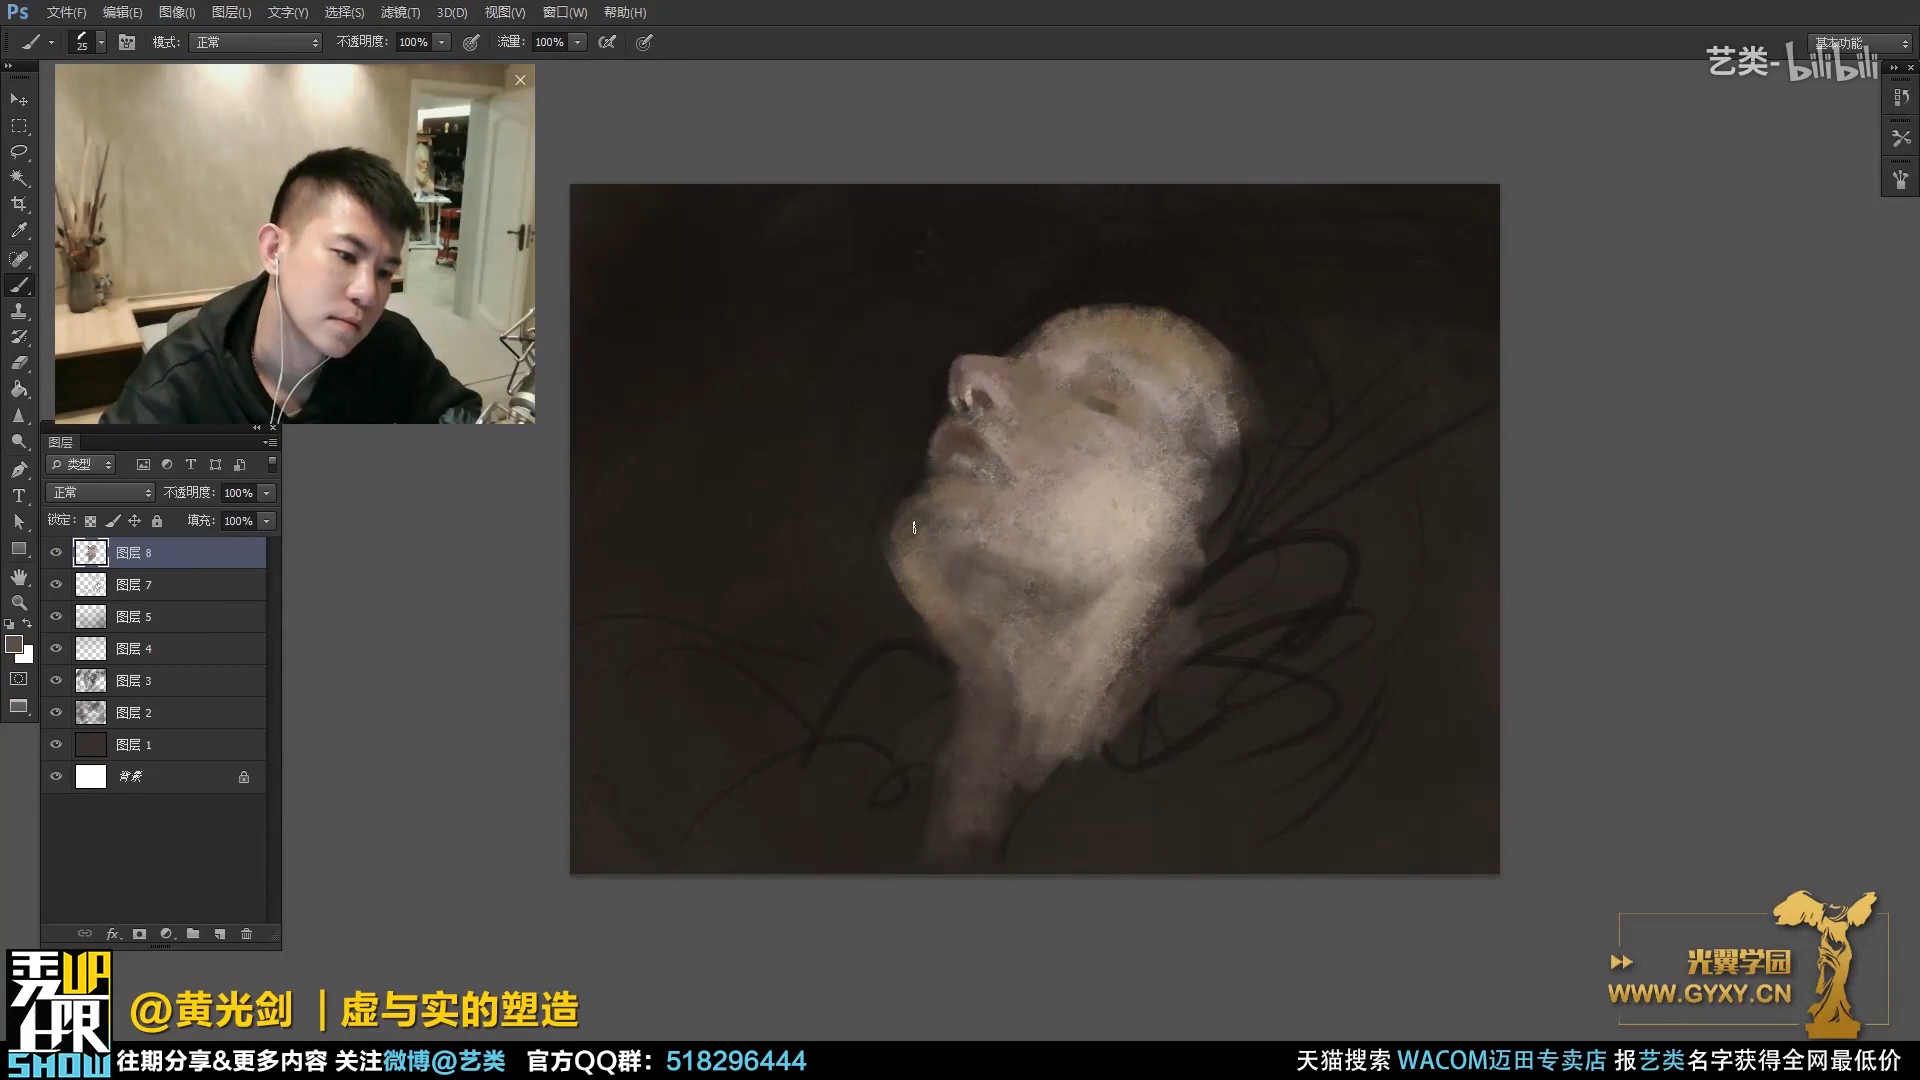 Ps 文件(F) 编辑(E) 图像(I) 图层(L) 文字(Y) 选择(S) 滤镜(T) 3D(D) 视图(V) 窗口(W) 帮助(H)
25 模式: 正常 不透明度: 100% 流量: 100% 基本功能
艺类- bilibili
图层
类型
正常 不透明度: 100%
锁定: 填充: 100%
图层 8
图层 7
图层 5
图层 4
图层 3
图层 2
图层 1
背景
fx
光翼学园
WWW.GYXY.CN
秀UP
SHOW
@黄光剑 | 虚与实的塑造
往期分享&更多内容 关注微博@艺类 官方QQ群: 518296444
天猫搜索 WACOM迈田专卖店 报艺类名字获得全网最低价